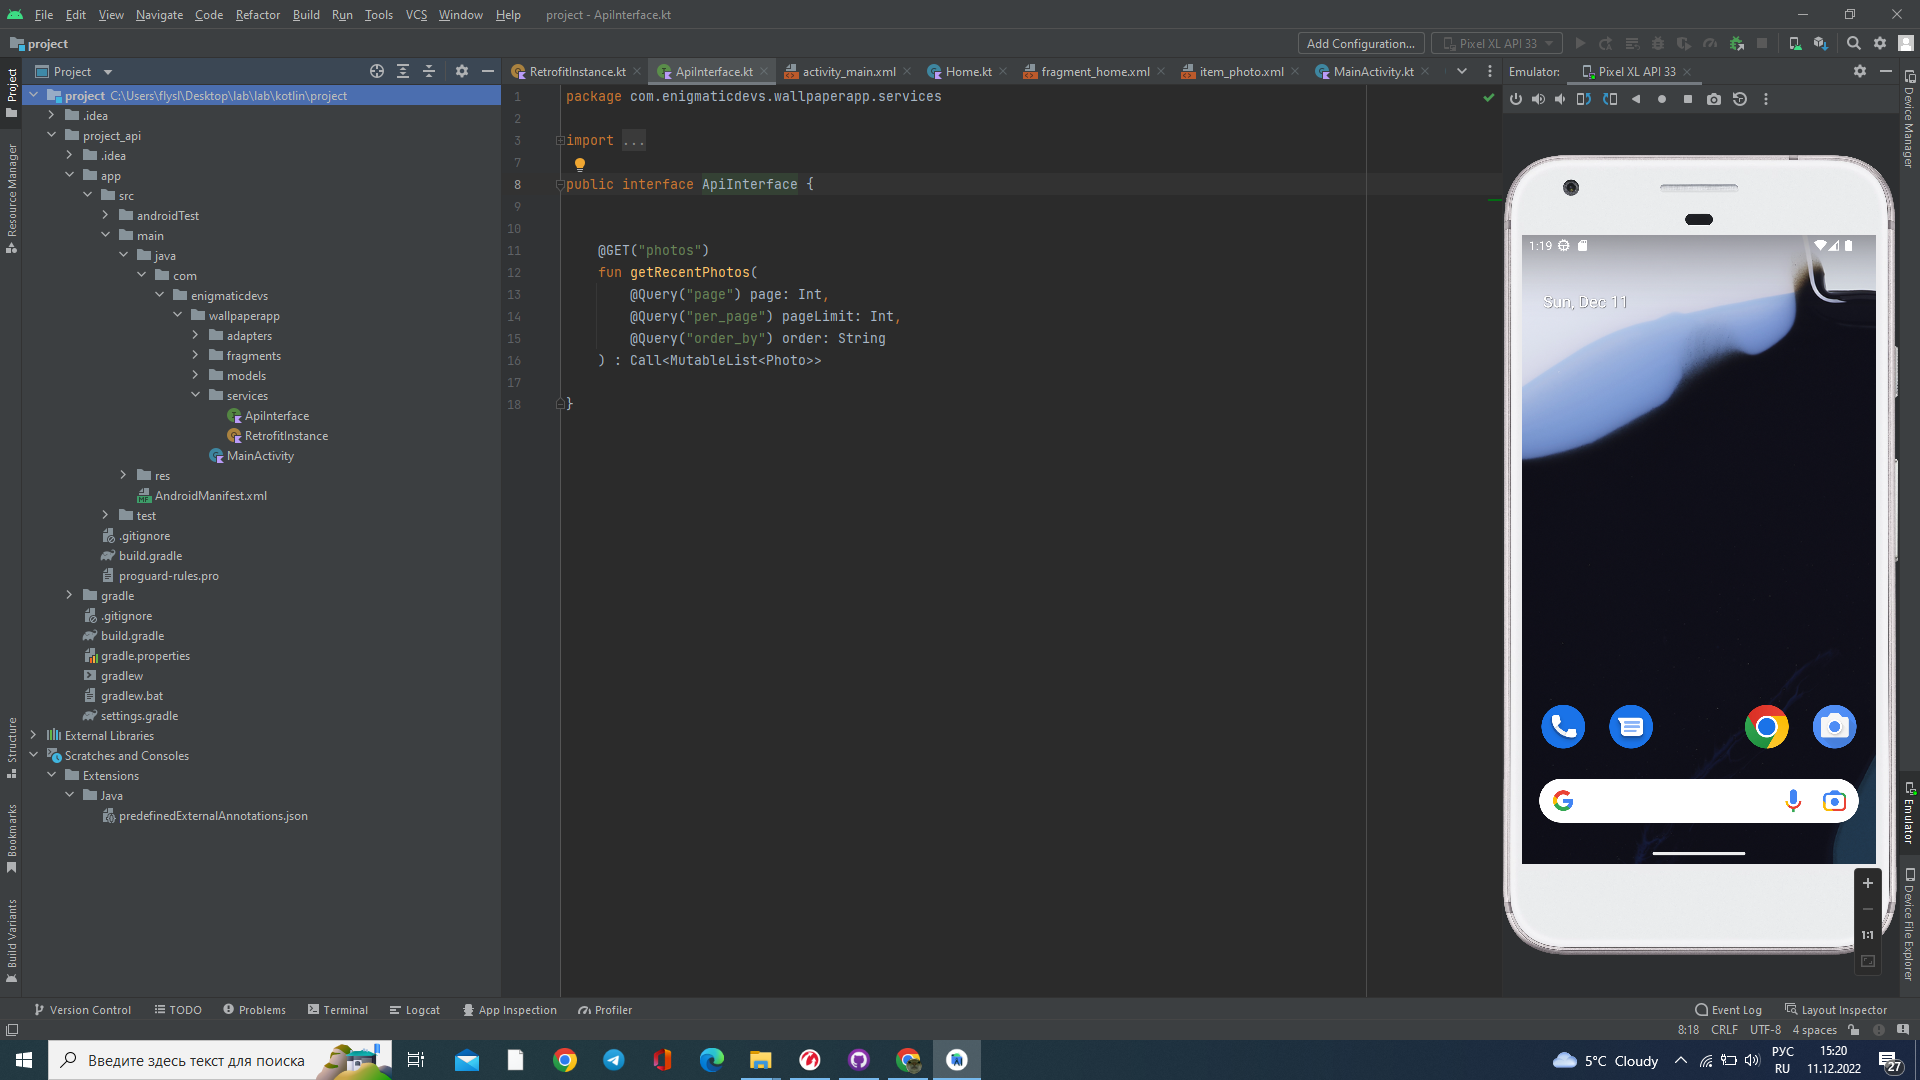 File Edit View Navigate Code Refactor Build Run Tools VCS Window Help project - ApiInterface.kt
project
Add Configuration... Pixel XL API 33
Project
RetrofitInstance.kt ApiInterface.kt activity_main.xml Home.kt fragment_home.xml item_photo.xml MainActivity.kt
Emulator: Pixel XL API 33
Project
Resource Manager
Structure
Bookmarks
Build Variants
project C:\Users\flysl\Desktop\lab\lab\kotlin\project
.idea
project_api
.idea
app
src
androidTest
main
java
com
enigmaticdevs
wallpaperapp
adapters
fragments
models
services
ApiInterface
RetrofitInstance
MainActivity
res
AndroidManifest.xml
test
.gitignore
build.gradle
proguard-rules.pro
gradle
.gitignore
build.gradle
gradle.properties
gradlew
gradlew.bat
settings.gradle
External Libraries
Scratches and Consoles
Extensions
Java
predefinedExternalAnnotations.json
1 package com.enigmaticdevs.wallpaperapp.services
2
3 import ...
7
8 public interface ApiInterface {
9
10
11 @GET("photos")
12 fun getRecentPhotos(
13 @Query("page") page: Int,
14 @Query("per_page") pageLimit: Int,
15 @Query("order_by") order: String
16 ) : Call<MutableList<Photo>>
17
18 }
1:19
Sun, Dec 11
1:1
Device Manager
Emulator
Device File Explorer
Version Control TODO Problems Terminal Logcat App Inspection Profiler Event Log Layout Inspector
8:18 CRLF UTF-8 4 spaces
Введите здесь текст для поиска
5°C Cloudy
РУС
RU
15:20
11.12.2022
27